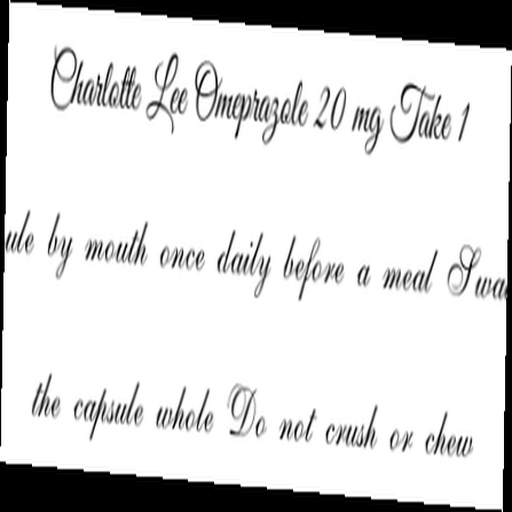 Charlotte Lee Omeprazole 20 mg Take 1
ule by mouth once daily before a meal Swa
the capsule whole Do not crush or chew